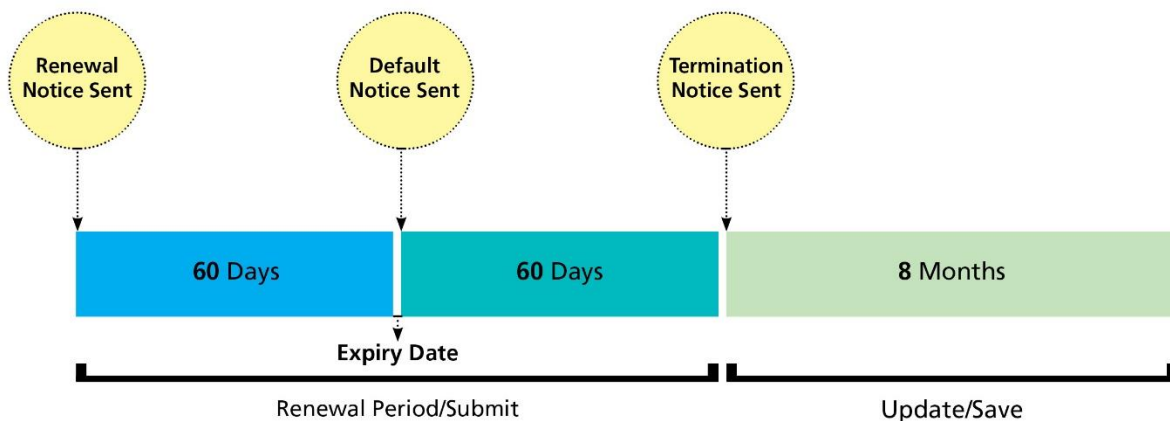 Renewal
Notice Sent
Default
Notice Sent
Termination
Notice Sent
60 Days
60 Days
8 Months
Expiry Date
Renewal Period/Submit
Update/Save